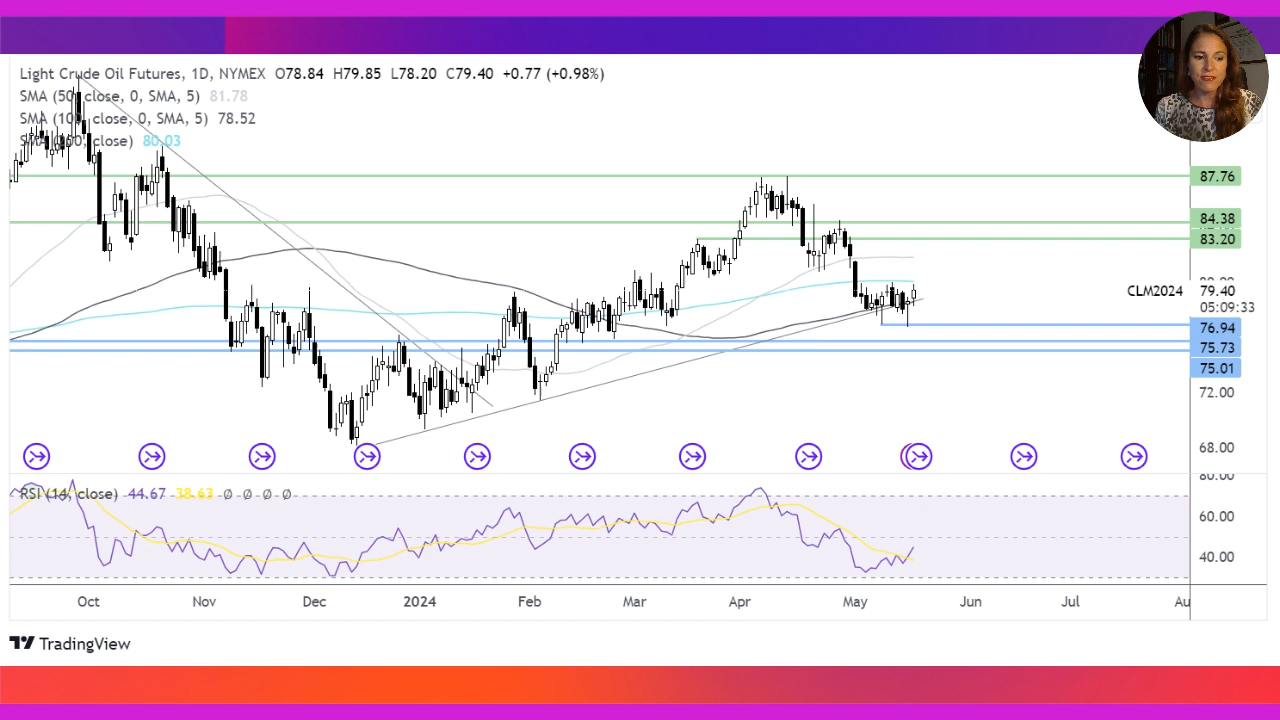 Light Crude Oil Futures, 1D, NYMEX O78.84 H79.85 L78.20 C79.40 +0.77 (+0.98%)
SMA (50, close, 0, SMA, 5) 81.78
SMA (100, close, 0, SMA, 5) 78.52
SMA (200, close) 80.03
87.76
84.38
83.20
CLM2024 79.40
05:09:33
76.94
75.73
75.01
72.00
68.00
80.00
RSI (14, close) 44.67 38.63 Ø Ø Ø Ø
60.00
40.00
Oct Nov Dec 2024 Feb Mar Apr May Jun Jul Au
TradingView